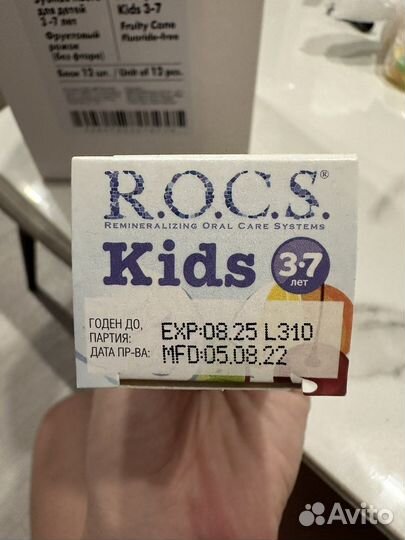 для детей
3-7 лет
Фруктовый
рожок
(без фтора)
Kids 3-7
Fruity Cone
Fluoride-free
Блок 12 шт. / Unit of 12 pcs.
R.O.C.S.®
REMINERALIZING ORAL CARE SYSTEMS
Kids
3-7
лет
ГОДЕН ДО,
ПАРТИЯ:
ДАТА ПР-ВА:
EXP:08.25 L310
MFD:05.08.22
Avito